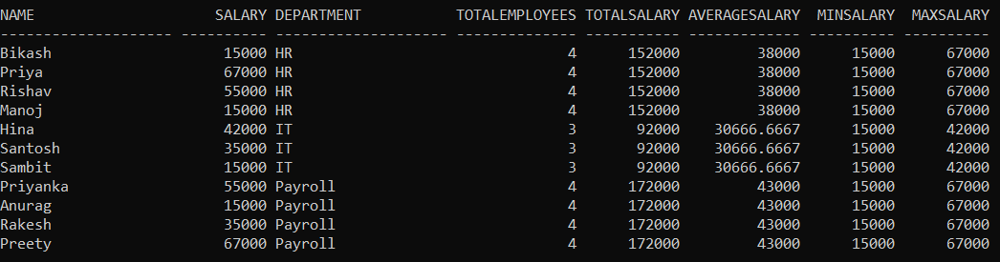 NAME                     SALARY DEPARTMENT           TOTALEMPLOYEES TOTALSALARY AVERAGESALARY  MINSALARY  MAXSALARY
-------------------- ---------- -------------------- -------------- ----------- ------------- ---------- ----------
Bikash                    15000 HR                                4      152000         38000      15000      67000
Priya                     67000 HR                                4      152000         38000      15000      67000
Rishav                    55000 HR                                4      152000         38000      15000      67000
Manoj                     15000 HR                                4      152000         38000      15000      67000
Hina                      42000 IT                                3       92000    30666.6667      15000      42000
Santosh                   35000 IT                                3       92000    30666.6667      15000      42000
Sambit                    15000 IT                                3       92000    30666.6667      15000      42000
Priyanka                  55000 Payroll                           4      172000         43000      15000      67000
Anurag                    15000 Payroll                           4      172000         43000      15000      67000
Rakesh                    35000 Payroll                           4      172000         43000      15000      67000
Preety                    67000 Payroll                           4      172000         43000      15000      67000